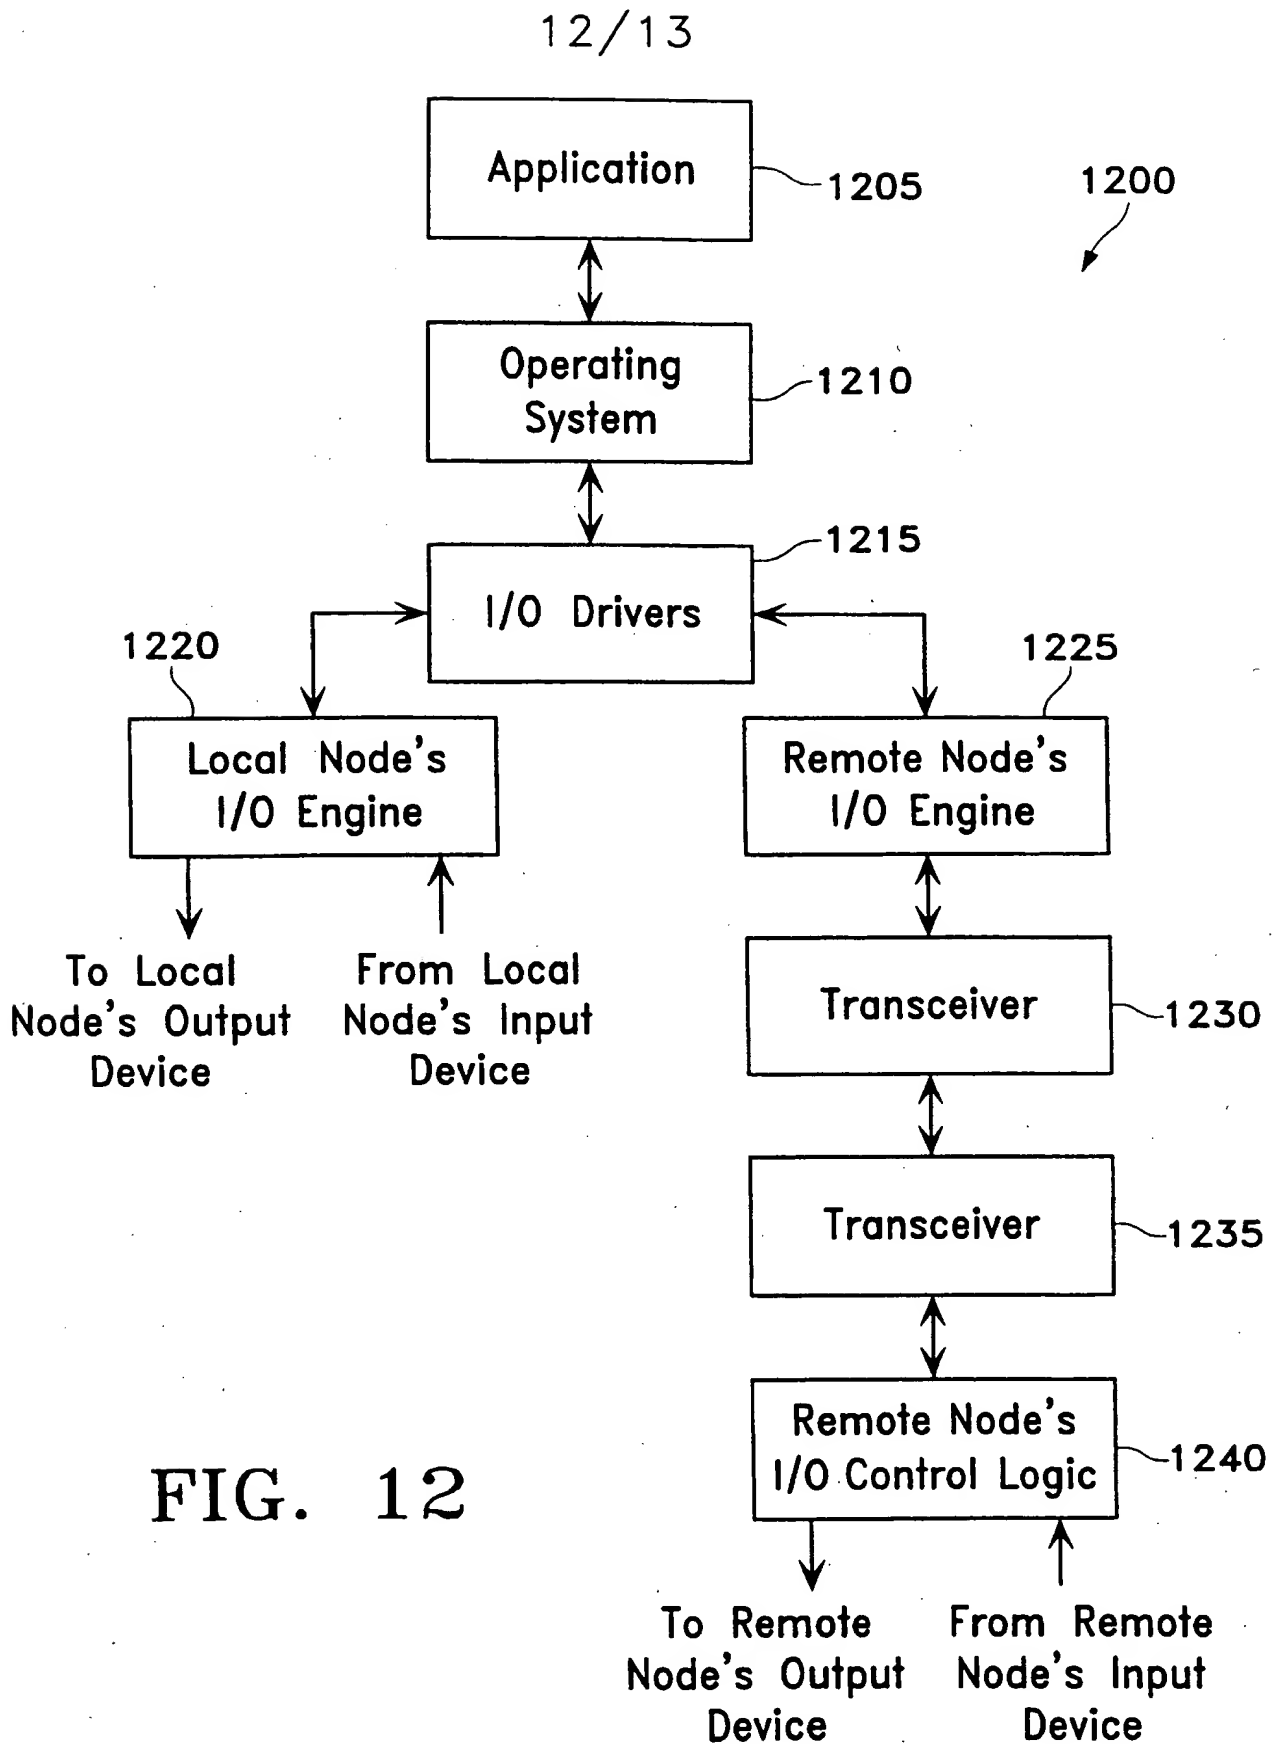 12/13
Application
1205
1200
Operating
System
1210
1215
I/O Drivers
1220
1225
Local Node's
I/O Engine
Remote Node's
I/O Engine
To Local
Node's Output
Device
From Local
Node's Input
Device
Transceiver
1230
Transceiver
1235
Remote Node's
I/O Control Logic
1240
FIG. 12
To Remote
Node's Output
Device
From Remote
Node's Input
Device